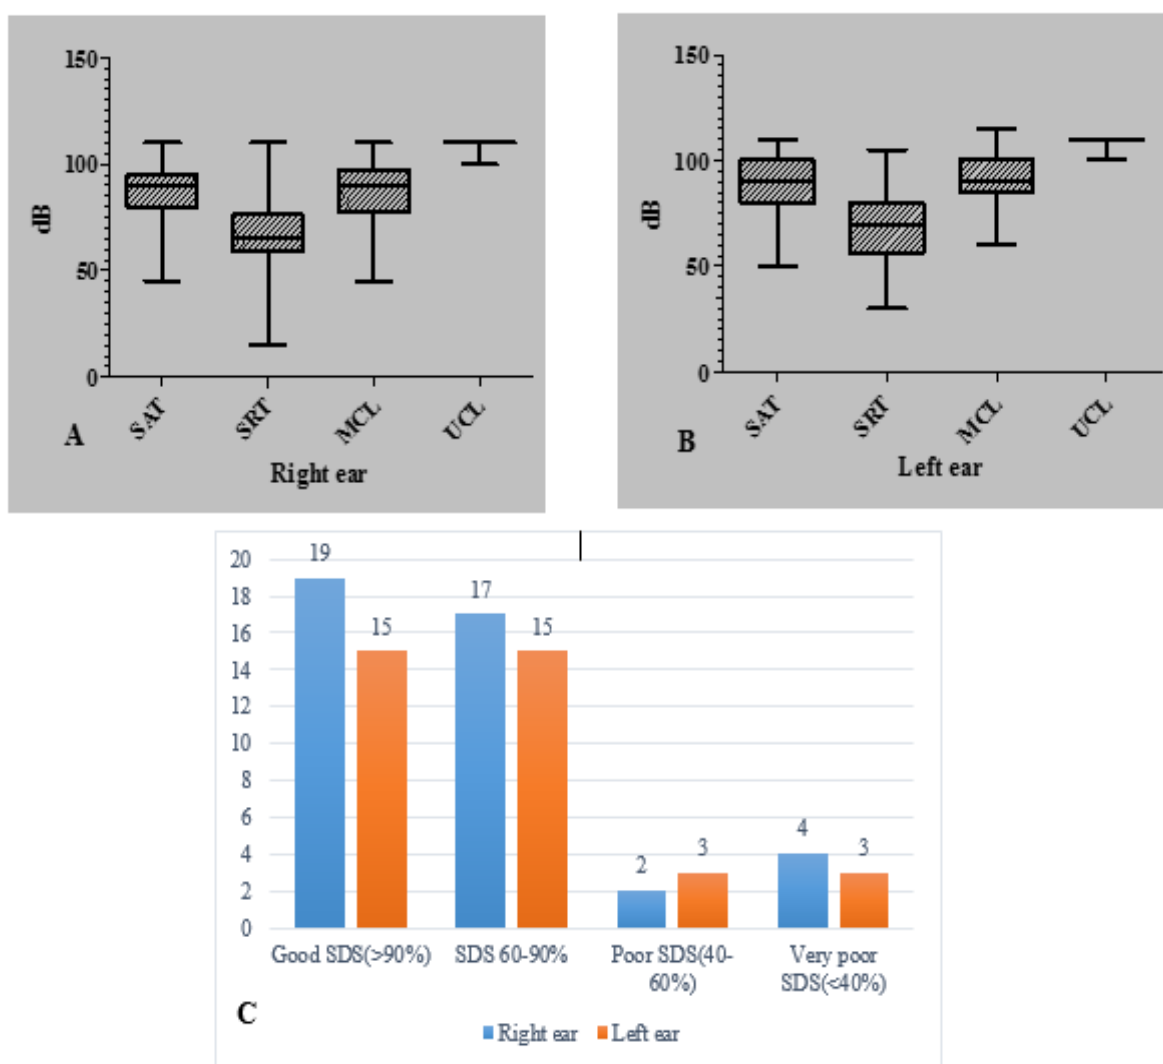 150
100
50
0
dB
SAT
SRT
MCL
UCL
A
Right ear
150
100
50
0
dB
SAT
SRT
MCL
UCL
B
Left ear
20
18
16
14
12
10
8
6
4
2
0
19
15
17
15
2
3
4
3
Good SDS(>90%)
SDS 60-90%
Poor SDS(40-
60%)
Very poor
SDS(<40%)
C
Right ear
Left ear